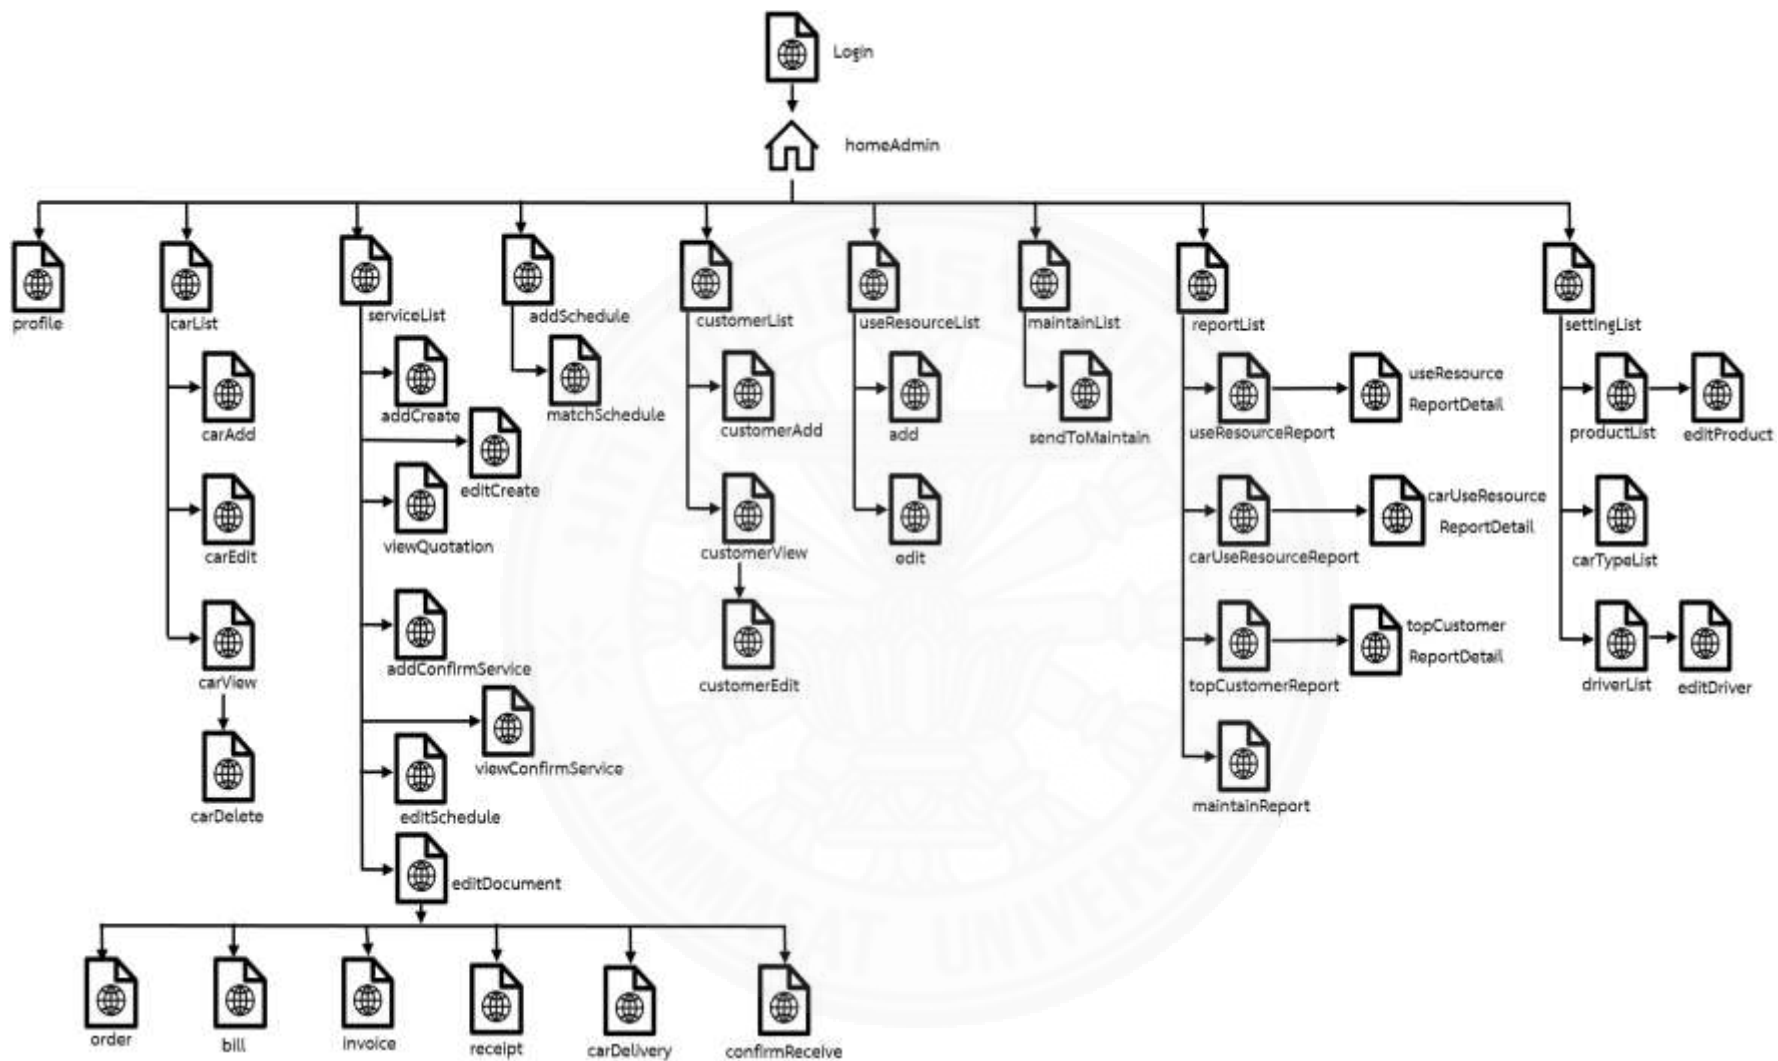 Login
homeAdmin
profile
carList
serviceList
addSchedule
customerList
useResourceList
maintainList
reportList
settingList
carAdd
addCreate
matchSchedule
customerAdd
add
sendToMaintain
useResourceReport
useResource
ReportDetail
productList
editProduct
editCreate
carEdit
viewQuotation
customerView
edit
carUseResourceReport
carUseResource
ReportDetail
carTypeList
carView
addConfirmService
customerEdit
topCustomerReport
topCustomer
ReportDetail
driverList
editDriver
viewConfirmService
carDelete
editSchedule
maintainReport
editDocument
order
bill
invoice
receipt
carDelivery
confirmReceive
THAMMASAT UNIVERSITY